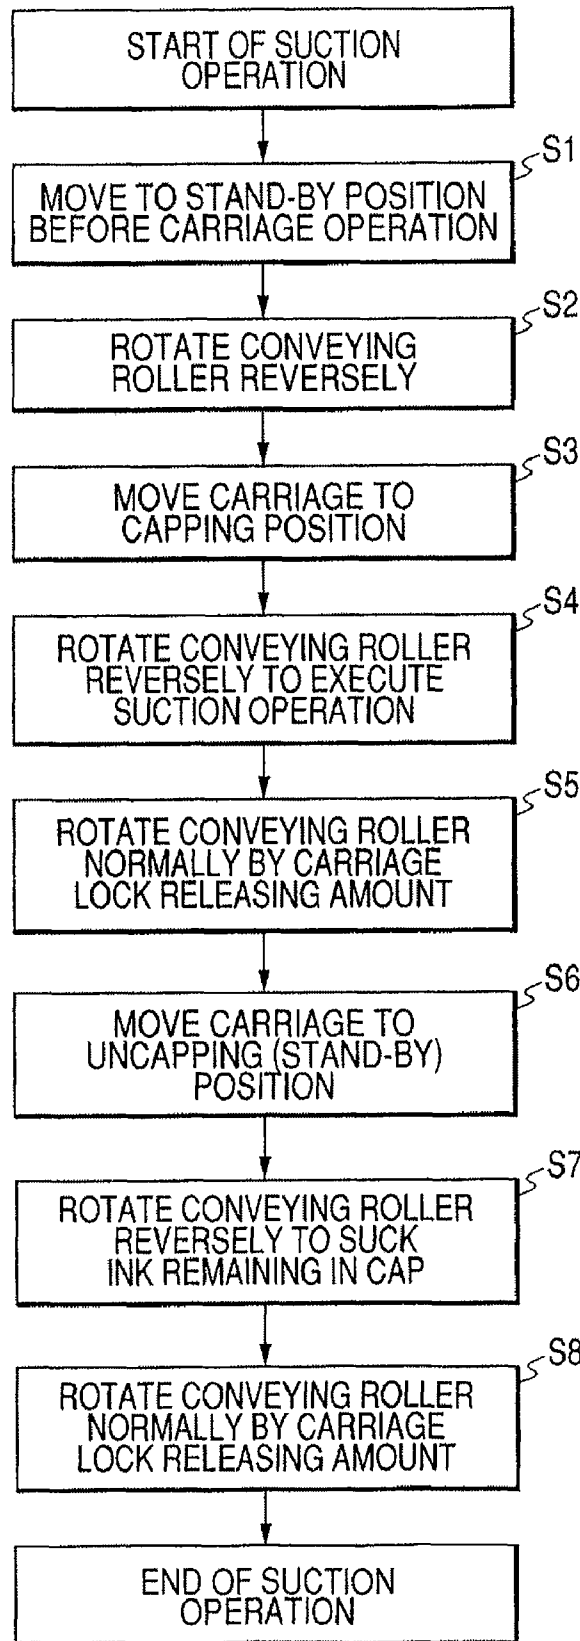 START OF SUCTION
OPERATION
S1
MOVE TO STAND-BY POSITION
BEFORE CARRIAGE OPERATION
S2
ROTATE CONVEYING
ROLLER REVERSELY
S3
MOVE CARRIAGE TO
CAPPING POSITION
S4
ROTATE CONVEYING ROLLER
REVERSELY TO EXECUTE
SUCTION OPERATION
S5
ROTATE CONVEYING ROLLER
NORMALLY BY CARRIAGE
LOCK RELEASING AMOUNT
S6
MOVE CARRIAGE TO
UNCAPPING (STAND-BY)
POSITION
S7
ROTATE CONVEYING ROLLER
REVERSELY TO SUCK
INK REMAINING IN CAP
S8
ROTATE CONVEYING ROLLER
NORMALLY BY CARRIAGE
LOCK RELEASING AMOUNT
END OF SUCTION
OPERATION